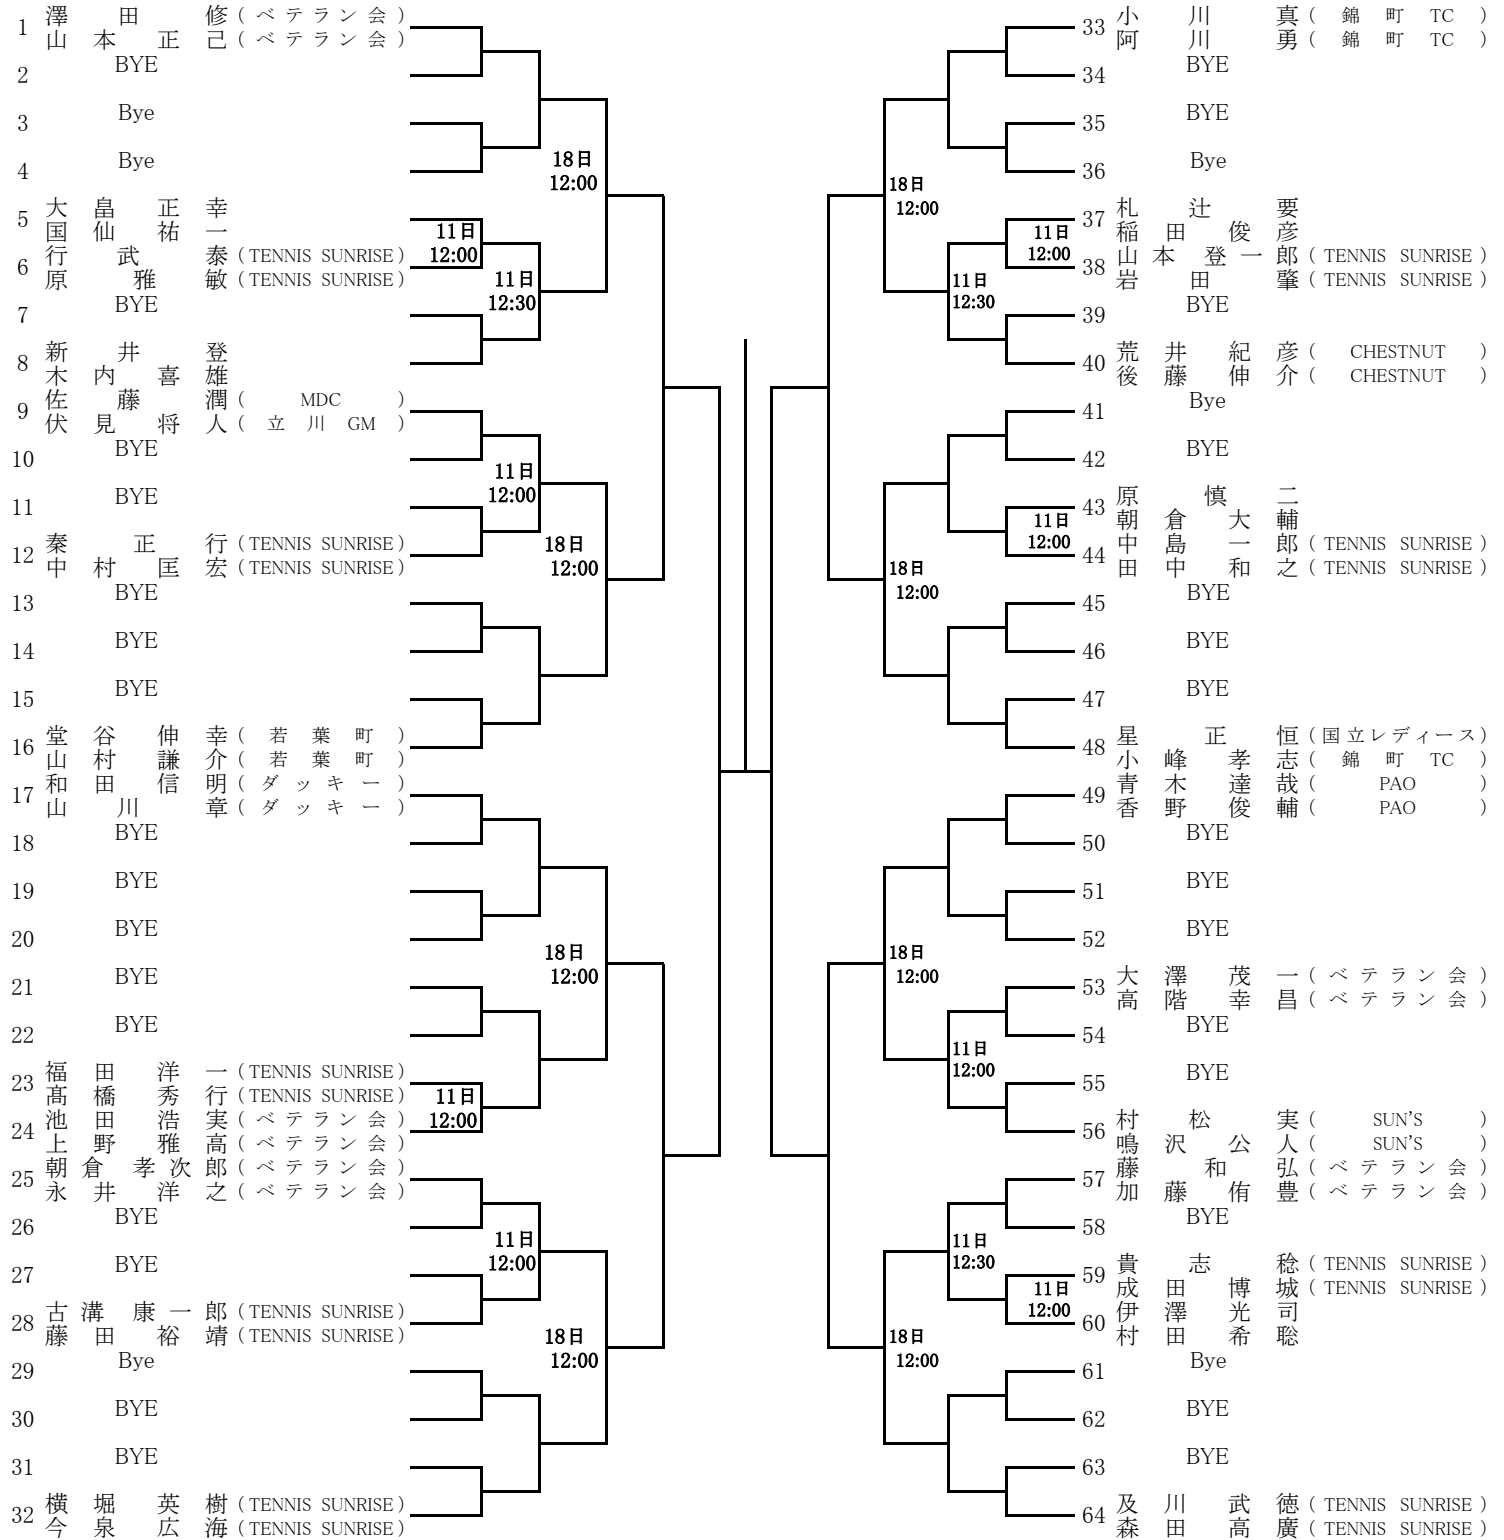 1 澤田修(ベテラン会)
山本正己(ベテラン会)
2 BYE
3 Bye
4 Bye
18日
12:00
5 大畠正幸
国仙祐一
11日
12:00
6 行武泰(TENNIS SUNRISE)
原雅敏(TENNIS SUNRISE)
11日
12:30
7 BYE
8 新井登
木内喜雄
9 佐藤潤(MDC)
伏見将人(立川GM)
10 BYE
11日
12:00
11 BYE
12 秦正行(TENNIS SUNRISE)
中村匡宏(TENNIS SUNRISE)
18日
12:00
13 BYE
14 BYE
15 BYE
16 堂谷伸幸(若葉町)
山村謙介(若葉町)
17 和田信明(ダッキー)
山川章(ダッキー)
18 BYE
19 BYE
20 BYE
18日
12:00
21 BYE
22 BYE
23 福田洋一(TENNIS SUNRISE)
髙橋秀行(TENNIS SUNRISE)
11日
12:00
24 池田浩実(ベテラン会)
上野雅高(ベテラン会)
25 朝倉孝次郎(ベテラン会)
永井洋之(ベテラン会)
26 BYE
11日
12:00
27 BYE
28 古溝康一郎(TENNIS SUNRISE)
藤田裕靖(TENNIS SUNRISE)
18日
12:00
29 Bye
30 BYE
31 BYE
32 横堀英樹(TENNIS SUNRISE)
今泉広海(TENNIS SUNRISE)
33 小川真(錦町TC)
阿川勇(錦町TC)
34 BYE
35 BYE
36 Bye
18日
12:00
37 札辻要
稲田俊彦
11日
12:00
38 山本登一郎(TENNIS SUNRISE)
岩田肇(TENNIS SUNRISE)
11日
12:30
39 BYE
40 荒井紀彦(CHESTNUT)
後藤伸介(CHESTNUT)
41 Bye
42 BYE
43 原慎二
朝倉大輔
11日
12:00
44 中島一郎(TENNIS SUNRISE)
田中和之(TENNIS SUNRISE)
18日
12:00
45 BYE
46 BYE
47 BYE
48 星正恒(国立レディース)
小峰孝志(錦町TC)
49 青木達哉(PAO)
香野俊輔(PAO)
50 BYE
51 BYE
52 BYE
18日
12:00
53 大澤茂一(ベテラン会)
高階幸昌(ベテラン会)
54 BYE
11日
12:00
55 BYE
56 村松実(SUN'S)
鳴沢公人(SUN'S)
57 藤和弘(ベテラン会)
加藤侑豊(ベテラン会)
58 BYE
11日
12:30
59 貴志稔(TENNIS SUNRISE)
成田博城(TENNIS SUNRISE)
11日
12:00
60 伊澤光司
村田希聡
18日
12:00
61 Bye
62 BYE
63 BYE
64 及川武徳(TENNIS SUNRISE)
森田高廣(TENNIS SUNRISE)